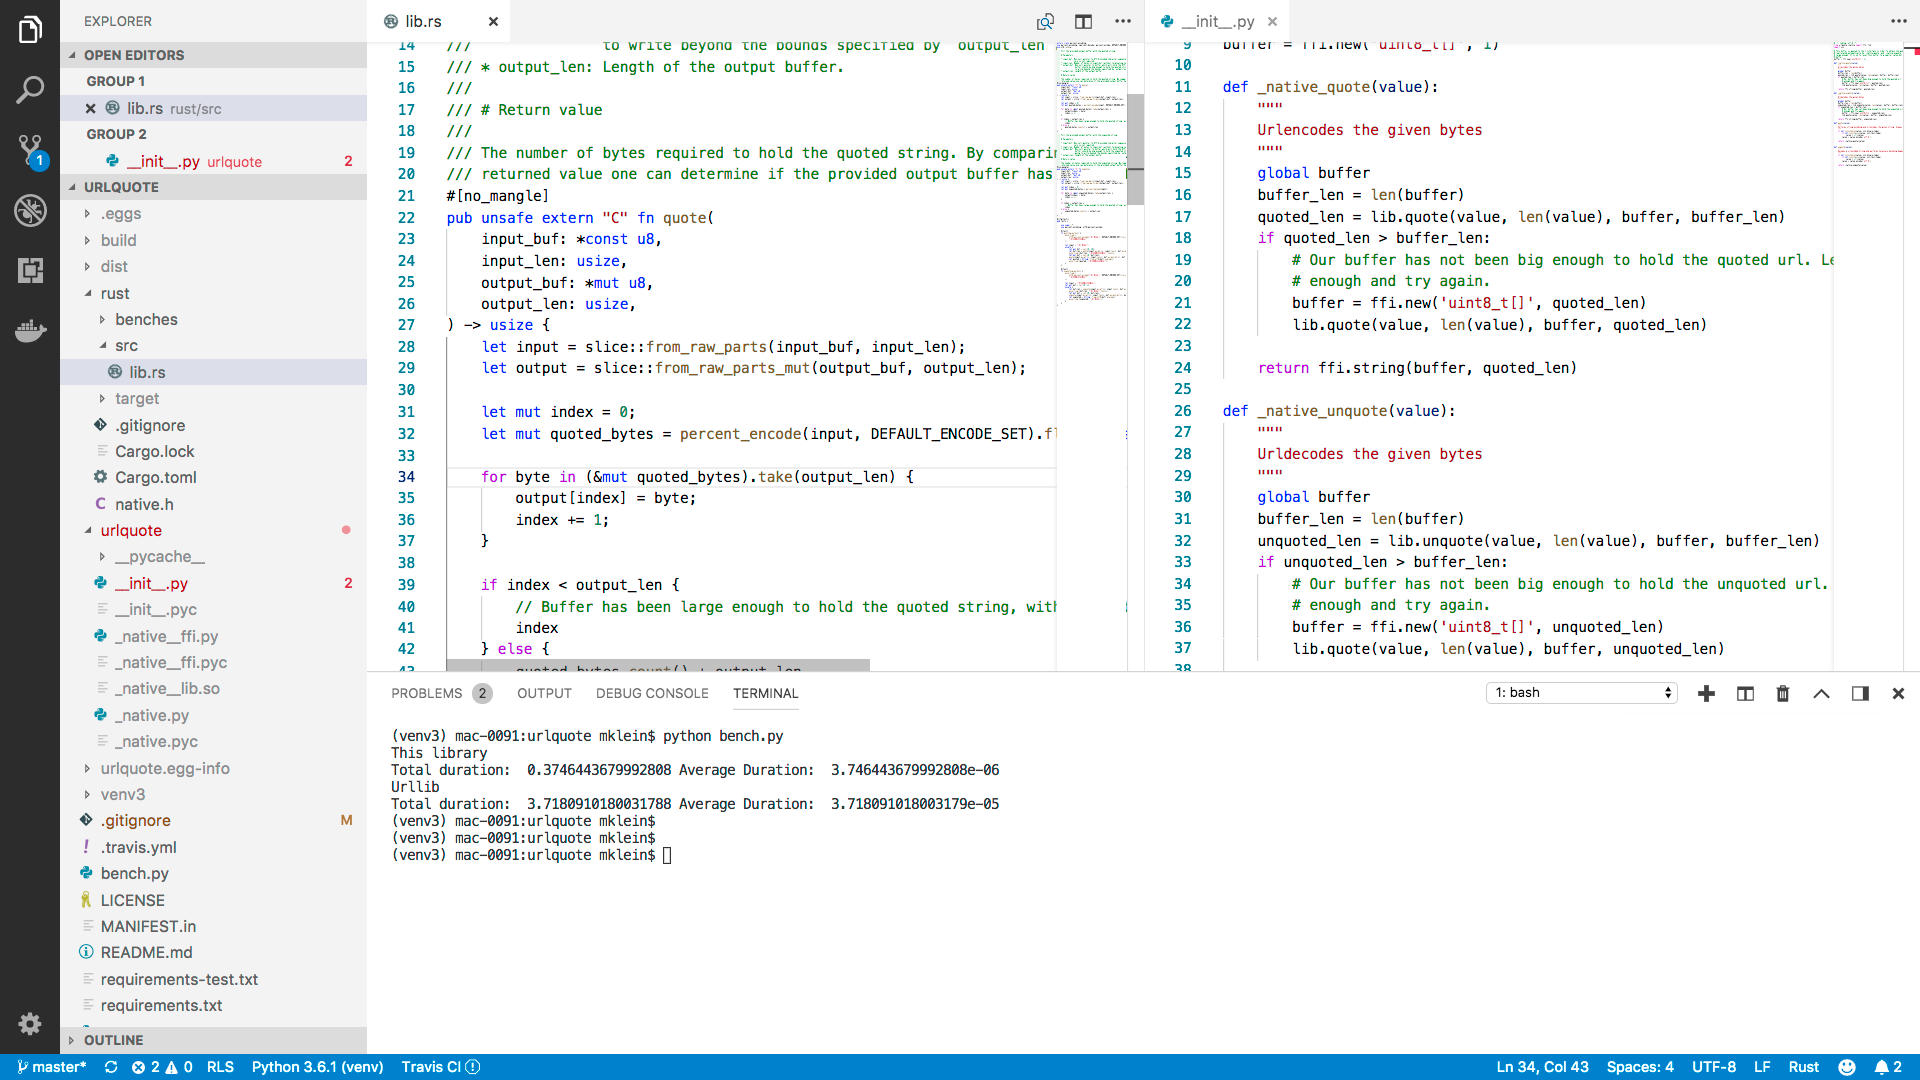 EXPLORER
OPEN EDITORS
GROUP 1
lib.rs rust/src
GROUP 2
__init__.py urlquote 2
1
URLQUOTE
.eggs
build
dist
rust
benches
src
lib.rs
target
.gitignore
Cargo.lock
Cargo.toml
native.h
urlquote
__pycache__
__init__.py 2
__init__.pyc
_native__ffi.py
_native__ffi.pyc
_native__lib.so
_native.py
_native.pyc
urlquote.egg-info
venv3
.gitignore M
.travis.yml
bench.py
LICENSE
MANIFEST.in
README.md
requirements-test.txt
requirements.txt
OUTLINE
lib.rs
14 /// to write beyond the bounds specified by `output_len
15 /// * output_len: Length of the output buffer.
16 ///
17 /// # Return value
18 ///
19 /// The number of bytes required to hold the quoted string. By compari
20 /// returned value one can determine if the provided output buffer has
21 #[no_mangle]
22 pub unsafe extern "C" fn quote(
23 input_buf: *const u8,
24 input_len: usize,
25 output_buf: *mut u8,
26 output_len: usize,
27 ) -> usize {
28 let input = slice::from_raw_parts(input_buf, input_len);
29 let output = slice::from_raw_parts_mut(output_buf, output_len);
30
31 let mut index = 0;
32 let mut quoted_bytes = percent_encode(input, DEFAULT_ENCODE_SET).fl
33
34 for byte in (&mut quoted_bytes).take(output_len) {
35 output[index] = byte;
36 index += 1;
37 }
38
39 if index < output_len {
40 // Buffer has been large enough to hold the quoted string, with
41 index
42 } else {
43 quoted_bytes.count() + output_len
__init__.py
9 buffer = ffi.new('uint8_t[]', 1)
10
11 def _native_quote(value):
12 """
13 Urlencodes the given bytes
14 """
15 global buffer
16 buffer_len = len(buffer)
17 quoted_len = lib.quote(value, len(value), buffer, buffer_len)
18 if quoted_len > buffer_len:
19 # Our buffer has not been big enough to hold the quoted url. Le
20 # enough and try again.
21 buffer = ffi.new('uint8_t[]', quoted_len)
22 lib.quote(value, len(value), buffer, quoted_len)
23
24 return ffi.string(buffer, quoted_len)
25
26 def _native_unquote(value):
27 """
28 Urldecodes the given bytes
29 """
30 global buffer
31 buffer_len = len(buffer)
32 unquoted_len = lib.unquote(value, len(value), buffer, buffer_len)
33 if unquoted_len > buffer_len:
34 # Our buffer has not been big enough to hold the unquoted url.
35 # enough and try again.
36 buffer = ffi.new('uint8_t[]', unquoted_len)
37 lib.quote(value, len(value), buffer, unquoted_len)
38
PROBLEMS 2 OUTPUT DEBUG CONSOLE TERMINAL 1: bash
(venv3) mac-0091:urlquote mklein$ python bench.py
This library
Total duration: 0.3746443679992808 Average Duration: 3.746443679992808e-06
Urllib
Total duration: 3.7180910180031788 Average Duration: 3.718091018003179e-05
(venv3) mac-0091:urlquote mklein$
(venv3) mac-0091:urlquote mklein$
(venv3) mac-0091:urlquote mklein$
master* 2 0 RLS Python 3.6.1 (venv) Travis CI Ln 34, Col 43 Spaces: 4 UTF-8 LF Rust 2